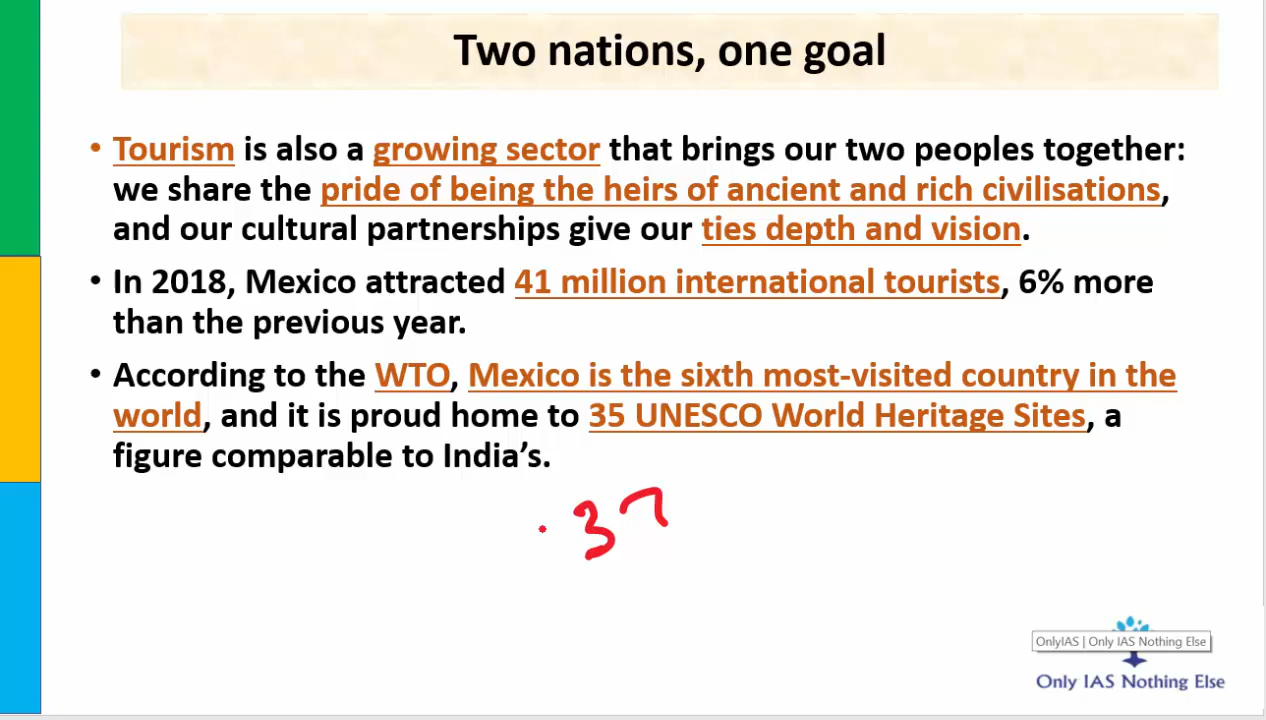 Two nations, one goal
• Tourism is also a growing sector that brings our two peoples together:
we share the pride of being the heirs of ancient and rich civilisations,
and our cultural partnerships give our ties depth and vision.
• In 2018, Mexico attracted 41 million international tourists, 6% more
than the previous year.
• According to the WTO, Mexico is the sixth most-visited country in the
world, and it is proud home to 35 UNESCO World Heritage Sites, a
figure comparable to India’s.
37
OnlyIAS | Only IAS Nothing Else
Only IAS Nothing Else